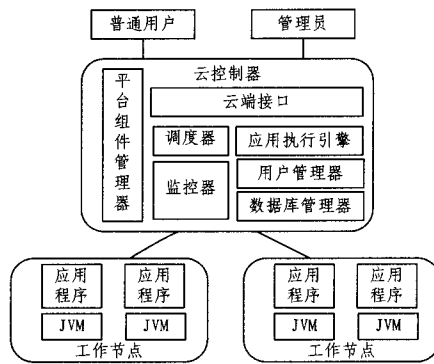 普通用户
管理员
云控制器
平台组件管理器
云端接口
调度器
应用执行引擎
监控器
用户管理器
数据库管理器
应用
程序
应用
程序
JVM
JVM
工作节点
应用
程序
应用
程序
JVM
JVM
工作节点